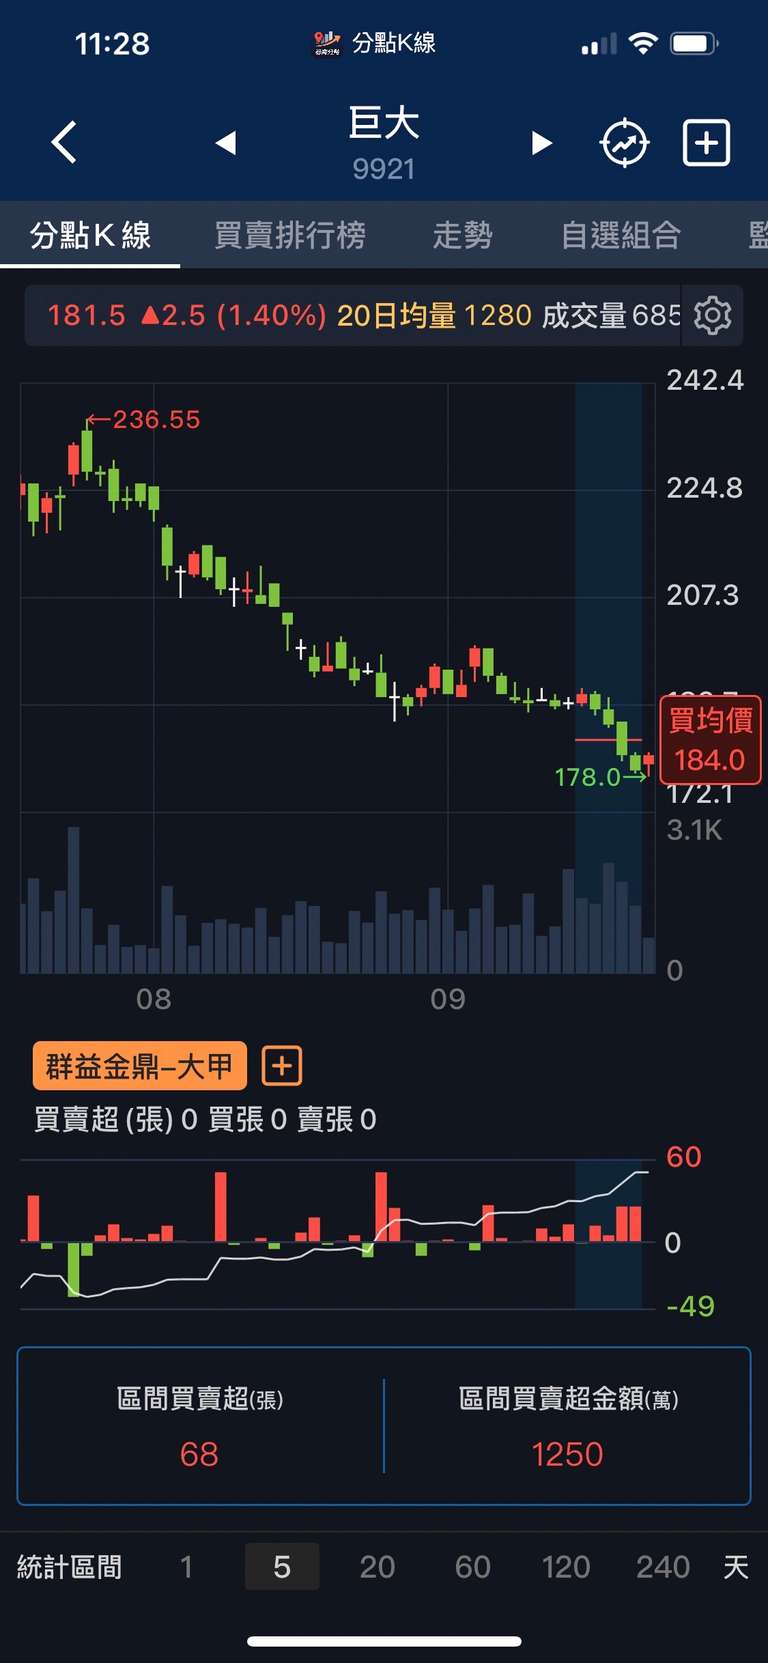 11:28 分點K線
巨大
9921
分點K線 買賣排行榜 走勢 自選組合
181.5 ▲2.5 (1.40%) 20日均量 1280 成交量 685
242.4
←236.55
224.8
207.3
買均價
184.0
178.0→
172.1
3.1K
0
08 09
群益金鼎–大甲
買賣超(張) 0 買張 0 賣張 0
60
0
-49
區間買賣超(張) 區間買賣超金額(萬)
68 1250
統計區間 1 5 20 60 120 240 天